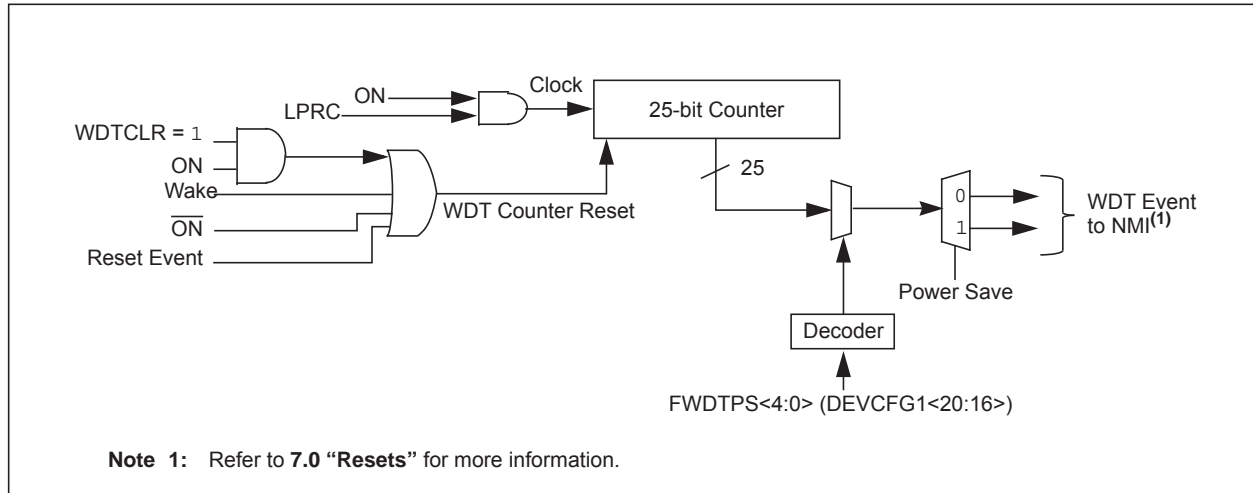 Clock
ON
LPRC
25-bit Counter
WDTCLR = 1
ON
Wake
ON
Reset Event
WDT Counter Reset
25
0
1
WDT Event
to NMI(1)
Power Save
Decoder
FWDTPS<4:0> (DEVCFG1<20:16>)
Note 1: Refer to 7.0 “Resets” for more information.